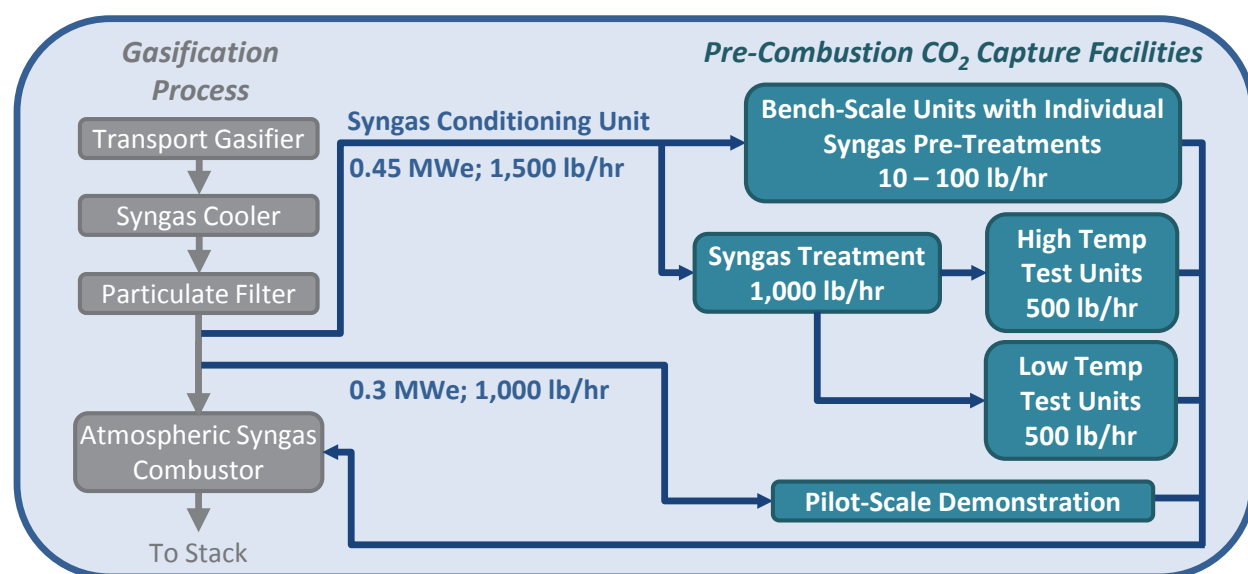 Gasification
Process
Pre-Combustion CO₂ Capture Facilities
Transport Gasifier
Syngas Cooler
Particulate Filter
Atmospheric Syngas
Combustor
To Stack
Syngas Conditioning Unit
0.45 MWe; 1,500 lb/hr
0.3 MWe; 1,000 lb/hr
Bench-Scale Units with Individual
Syngas Pre-Treatments
10 – 100 lb/hr
Syngas Treatment
1,000 lb/hr
High Temp
Test Units
500 lb/hr
Low Temp
Test Units
500 lb/hr
Pilot-Scale Demonstration